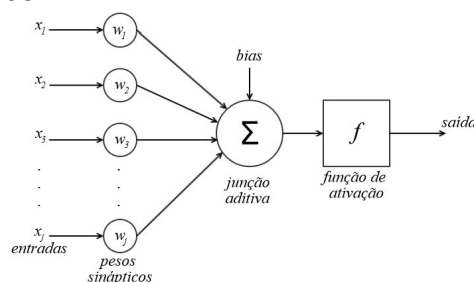 x1
w1
x2
w2
x3
w3
xj
wj
entradas
pesos
sinápticos
bias
Σ
junção
aditiva
f
função de
ativação
saída